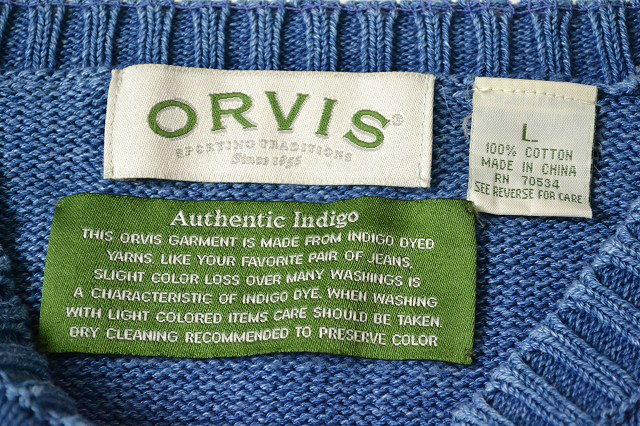 ORVIS®
SPORTING TRADITIONS
Since 1856
L
100% COTTON
MADE IN CHINA
RN 70534
SEE REVERSE FOR CARE
Authentic Indigo
THIS ORVIS GARMENT IS MADE FROM INDIGO DYED
YARNS. LIKE YOUR FAVORITE PAIR OF JEANS,
SLIGHT COLOR LOSS OVER MANY WASHINGS IS
A CHARACTERISTIC OF INDIGO DYE. WHEN WASHING
WITH LIGHT COLORED ITEMS CARE SHOULD BE TAKEN.
DRY CLEANING RECOMMENDED TO PRESERVE COLOR